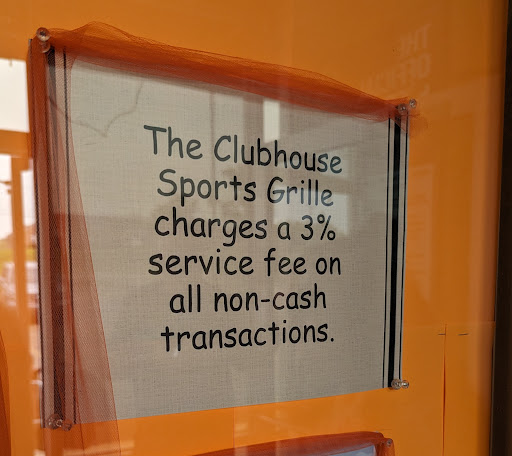 The Clubhouse
Sports Grille
charges a 3%
service fee on
all non-cash
transactions.